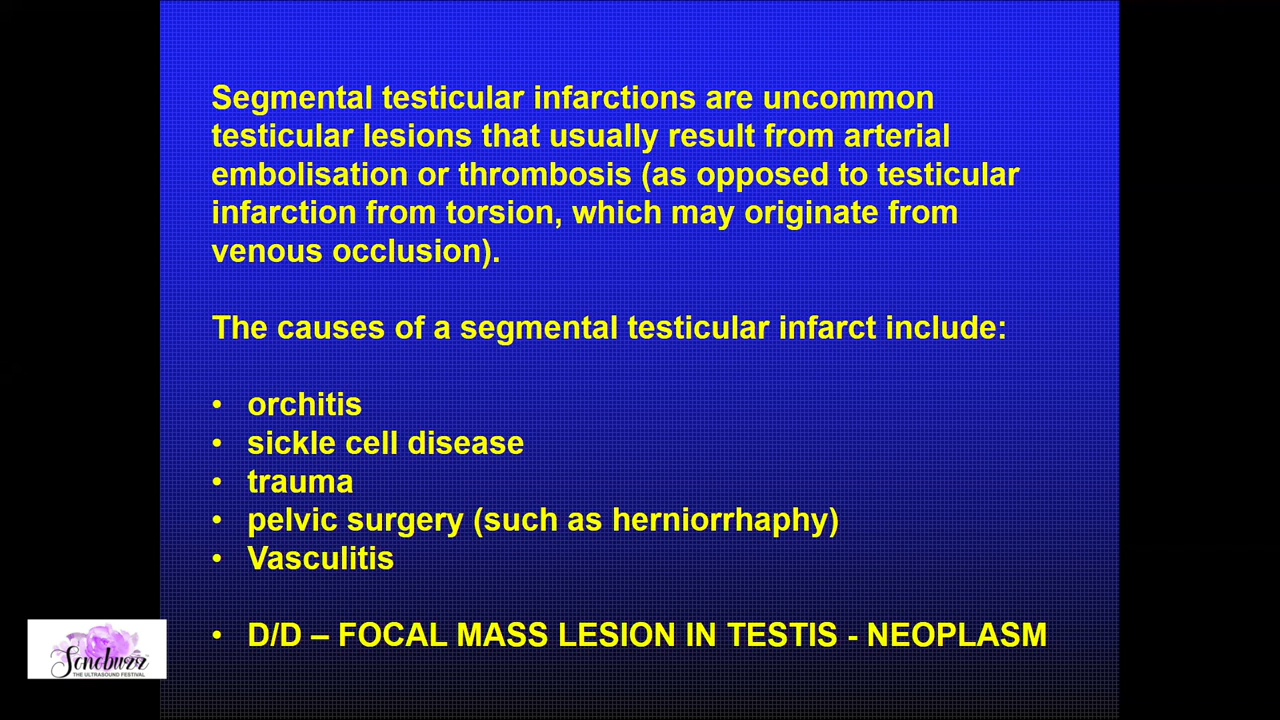 Segmental testicular infarctions are uncommon
testicular lesions that usually result from arterial
embolisation or thrombosis (as opposed to testicular
infarction from torsion, which may originate from
venous occlusion).
The causes of a segmental testicular infarct include:
• orchitis
• sickle cell disease
• trauma
• pelvic surgery (such as herniorrhaphy)
• Vasculitis
• D/D – FOCAL MASS LESION IN TESTIS - NEOPLASM
Sonobuzz
THE ULTRASOUND FESTIVAL